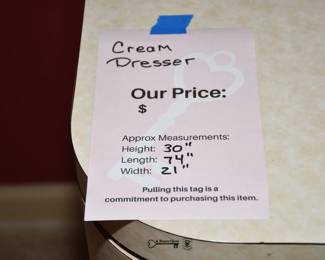 Cream
Dresser
Our Price:
$
Approx Measurements:
Height: 30"
Length: 74"
Width: 21"
Pulling this tag is a
commitment to purchasing this item.